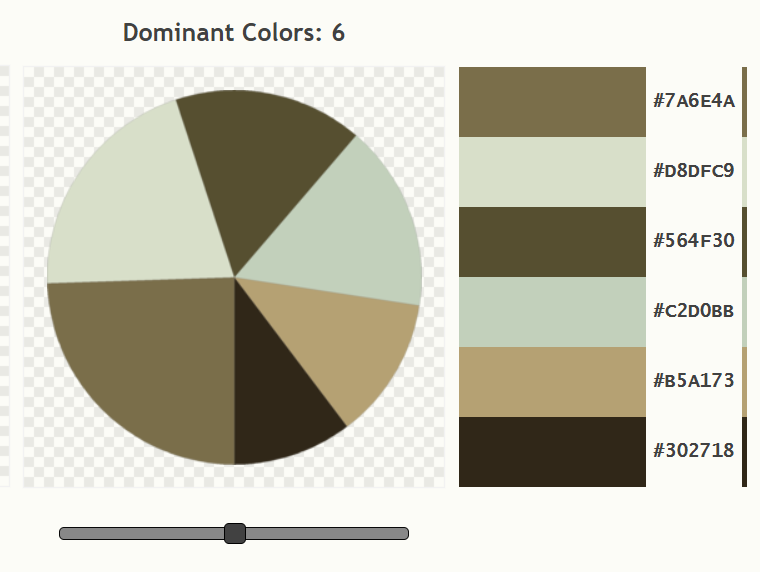 Dominant Colors: 6
#7A6E4A
#D8DFC9
#564F30
#C2D0BB
#B5A173
#302718